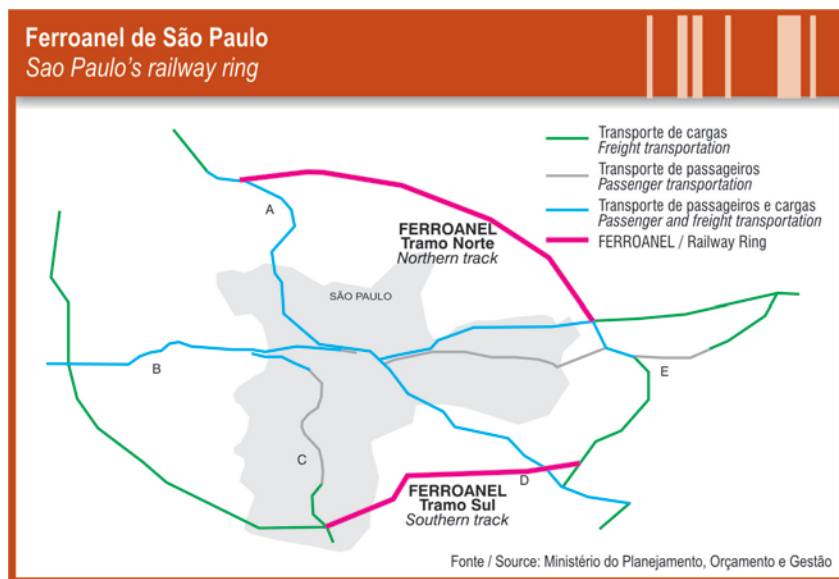 Ferroanel de São Paulo
Sao Paulo's railway ring
Transporte de cargas
Freight transportation
Transporte de passageiros
Passenger transportation
Transporte de passageiros e cargas
Passenger and freight transportation
FERROANEL / Railway Ring
A
FERROANEL
Tramo Norte
Northern track
SÃO PAULO
B
E
C
D
FERROANEL
Tramo Sul
Southern track
Fonte / Source: Ministério do Planejamento, Orçamento e Gestão